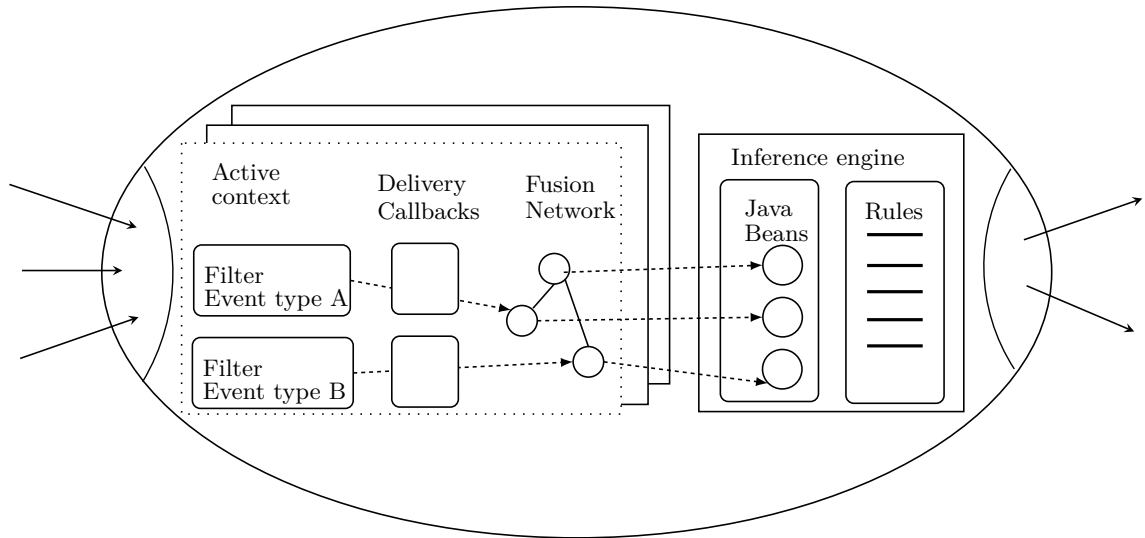 Active
context
Delivery
Callbacks
Fusion
Network
Filter
Event type A
Filter
Event type B
Inference engine
Java
Beans
Rules